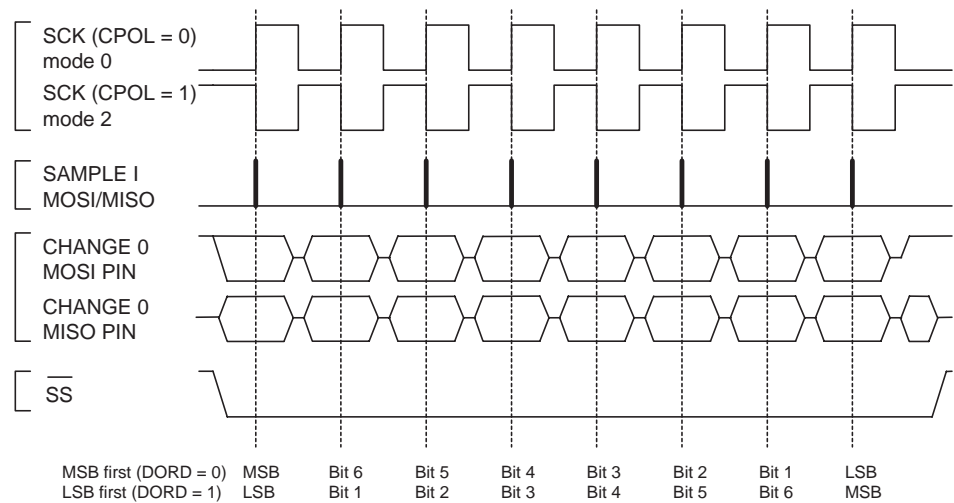 SCK (CPOL = 0)
mode 0
SCK (CPOL = 1)
mode 2
SAMPLE I
MOSI/MISO
CHANGE 0
MOSI PIN
CHANGE 0
MISO PIN
SS
MSB first (DORD = 0) MSB Bit 6 Bit 5 Bit 4 Bit 3 Bit 2 Bit 1 LSB
LSB first (DORD = 1) LSB Bit 1 Bit 2 Bit 3 Bit 4 Bit 5 Bit 6 MSB